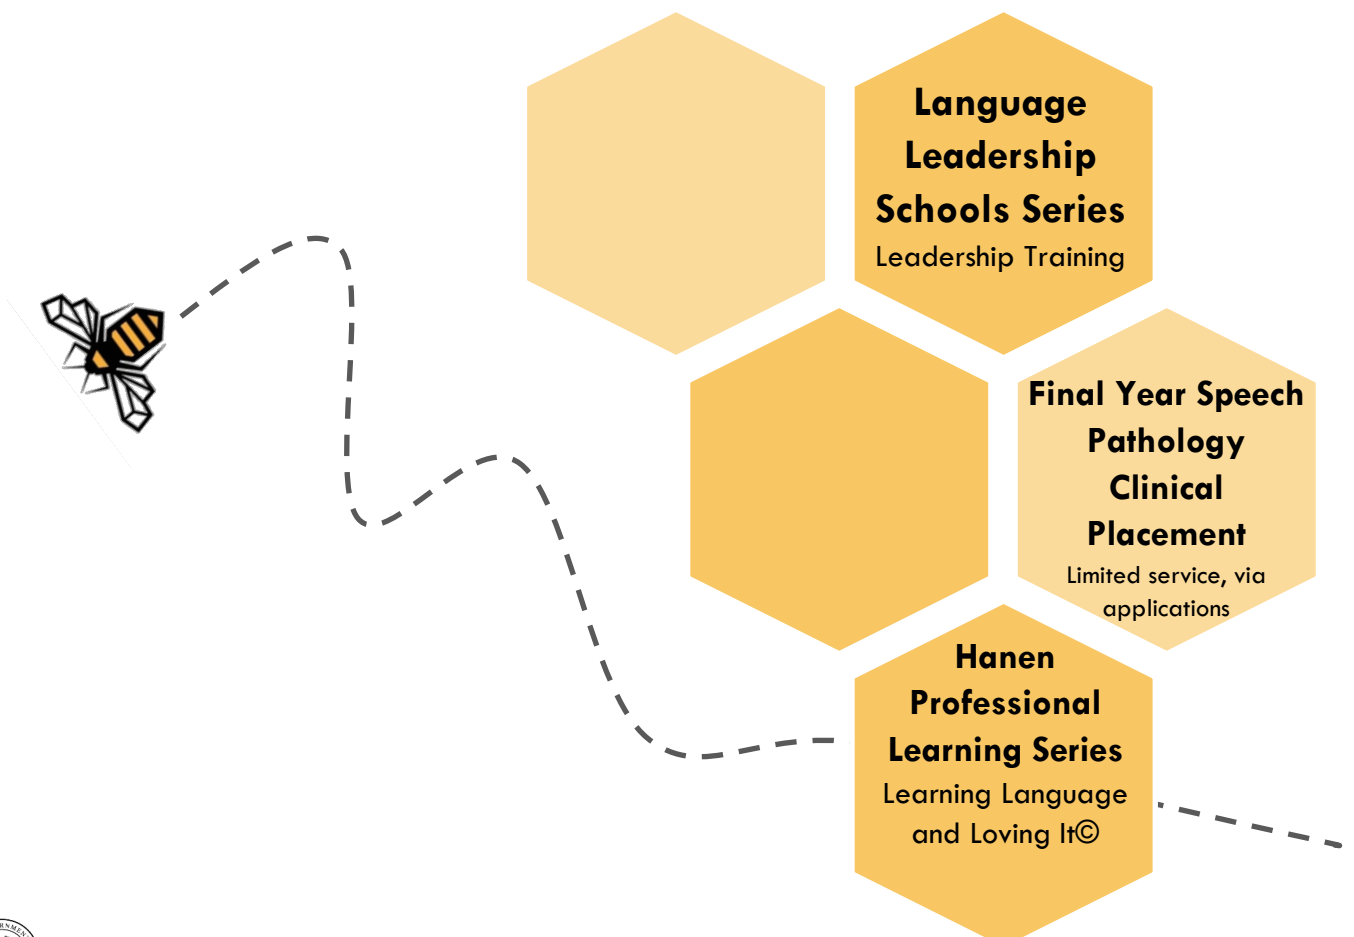 Language
Leadership
Schools Series
Leadership Training
Final Year Speech
Pathology
Clinical
Placement
Limited service, via
applications
Hanen
Professional
Learning Series
Learning Language
and Loving It©